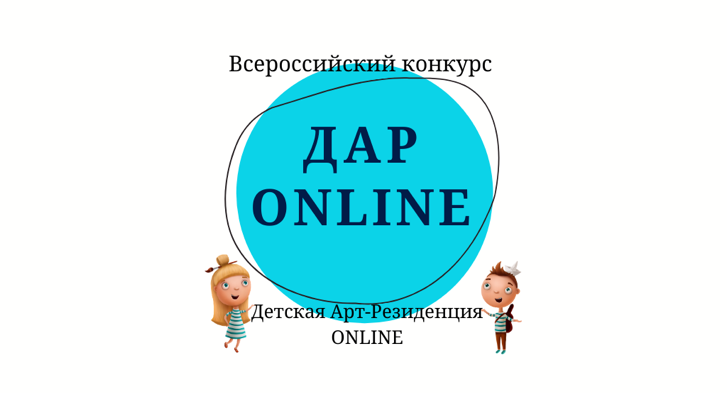 Всероссийский конкурс
ДАР
ONLINE
Детская Арт-Резиденция
ONLINE